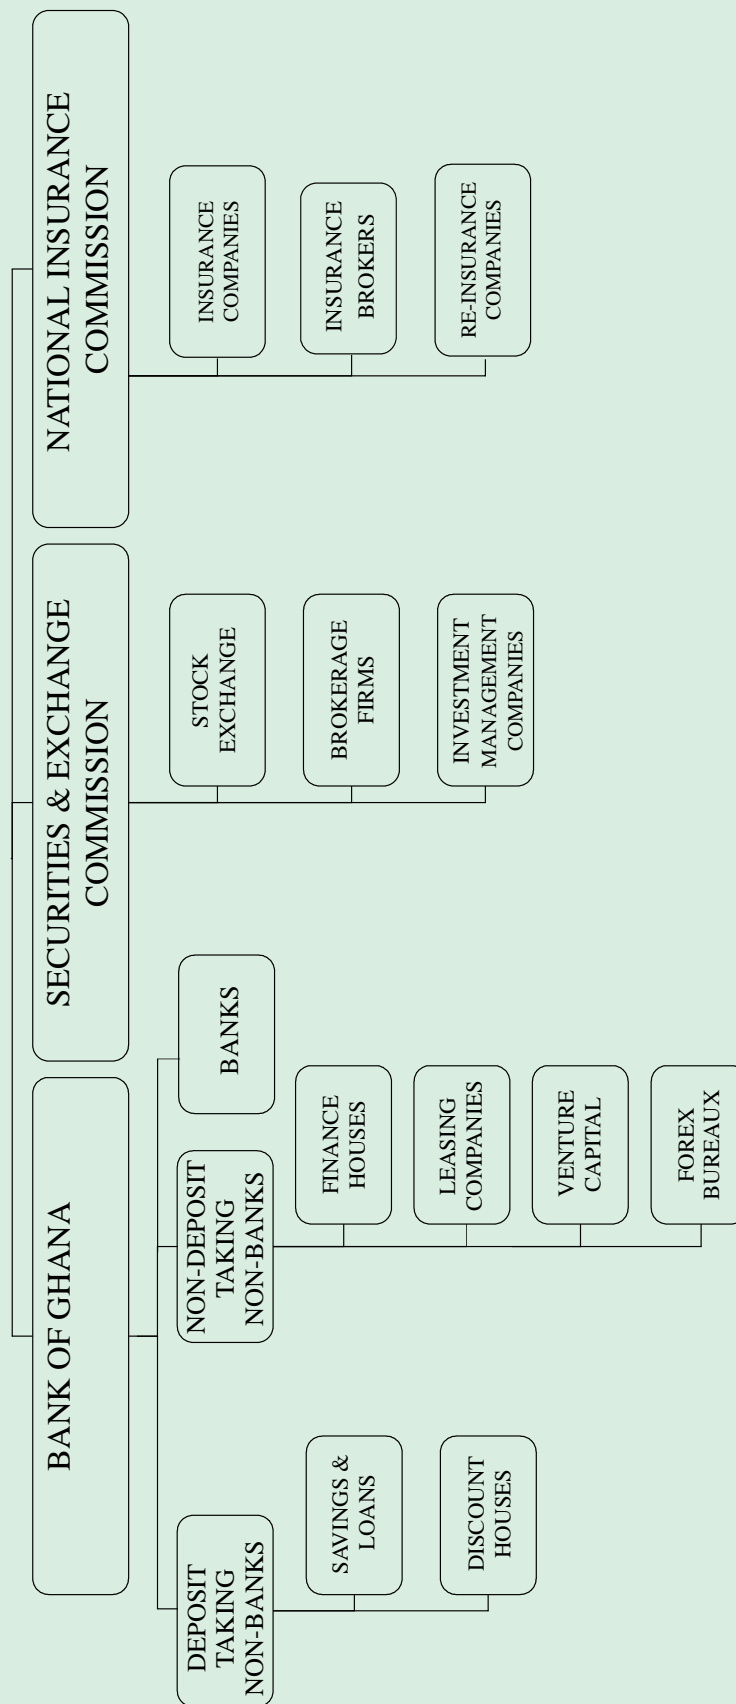 BANK OF GHANA
SECURITIES & EXCHANGE
COMMISSION
NATIONAL INSURANCE
COMMISSION
DEPOSIT
TAKING
NON-BANKS
NON-DEPOSIT
TAKING
NON-BANKS
BANKS
STOCK
EXCHANGE
INSURANCE
COMPANIES
SAVINGS &
LOANS
FINANCE
HOUSES
BROKERAGE
FIRMS
INSURANCE
BROKERS
DISCOUNT
HOUSES
LEASING
COMPANIES
INVESTMENT
MANAGEMENT
COMPANIES
RE-INSURANCE
COMPANIES
VENTURE
CAPITAL
FOREX
BUREAUX